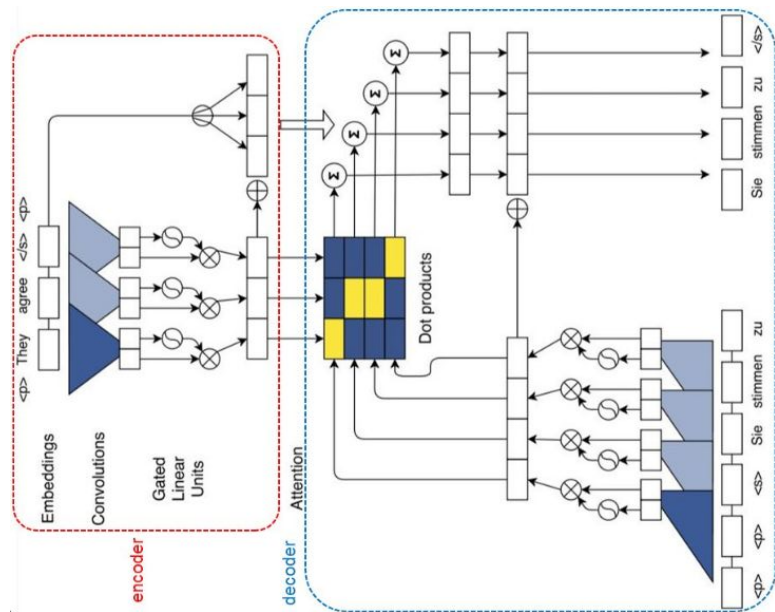 <p> They agree </s> <p>
Embeddings
Convolutions
Gated
Linear
Units
encoder
Attention
decoder
Dot products
Σ Σ Σ Σ
Sie stimmen zu </s>
<p> <p> <s> Sie stimmen zu